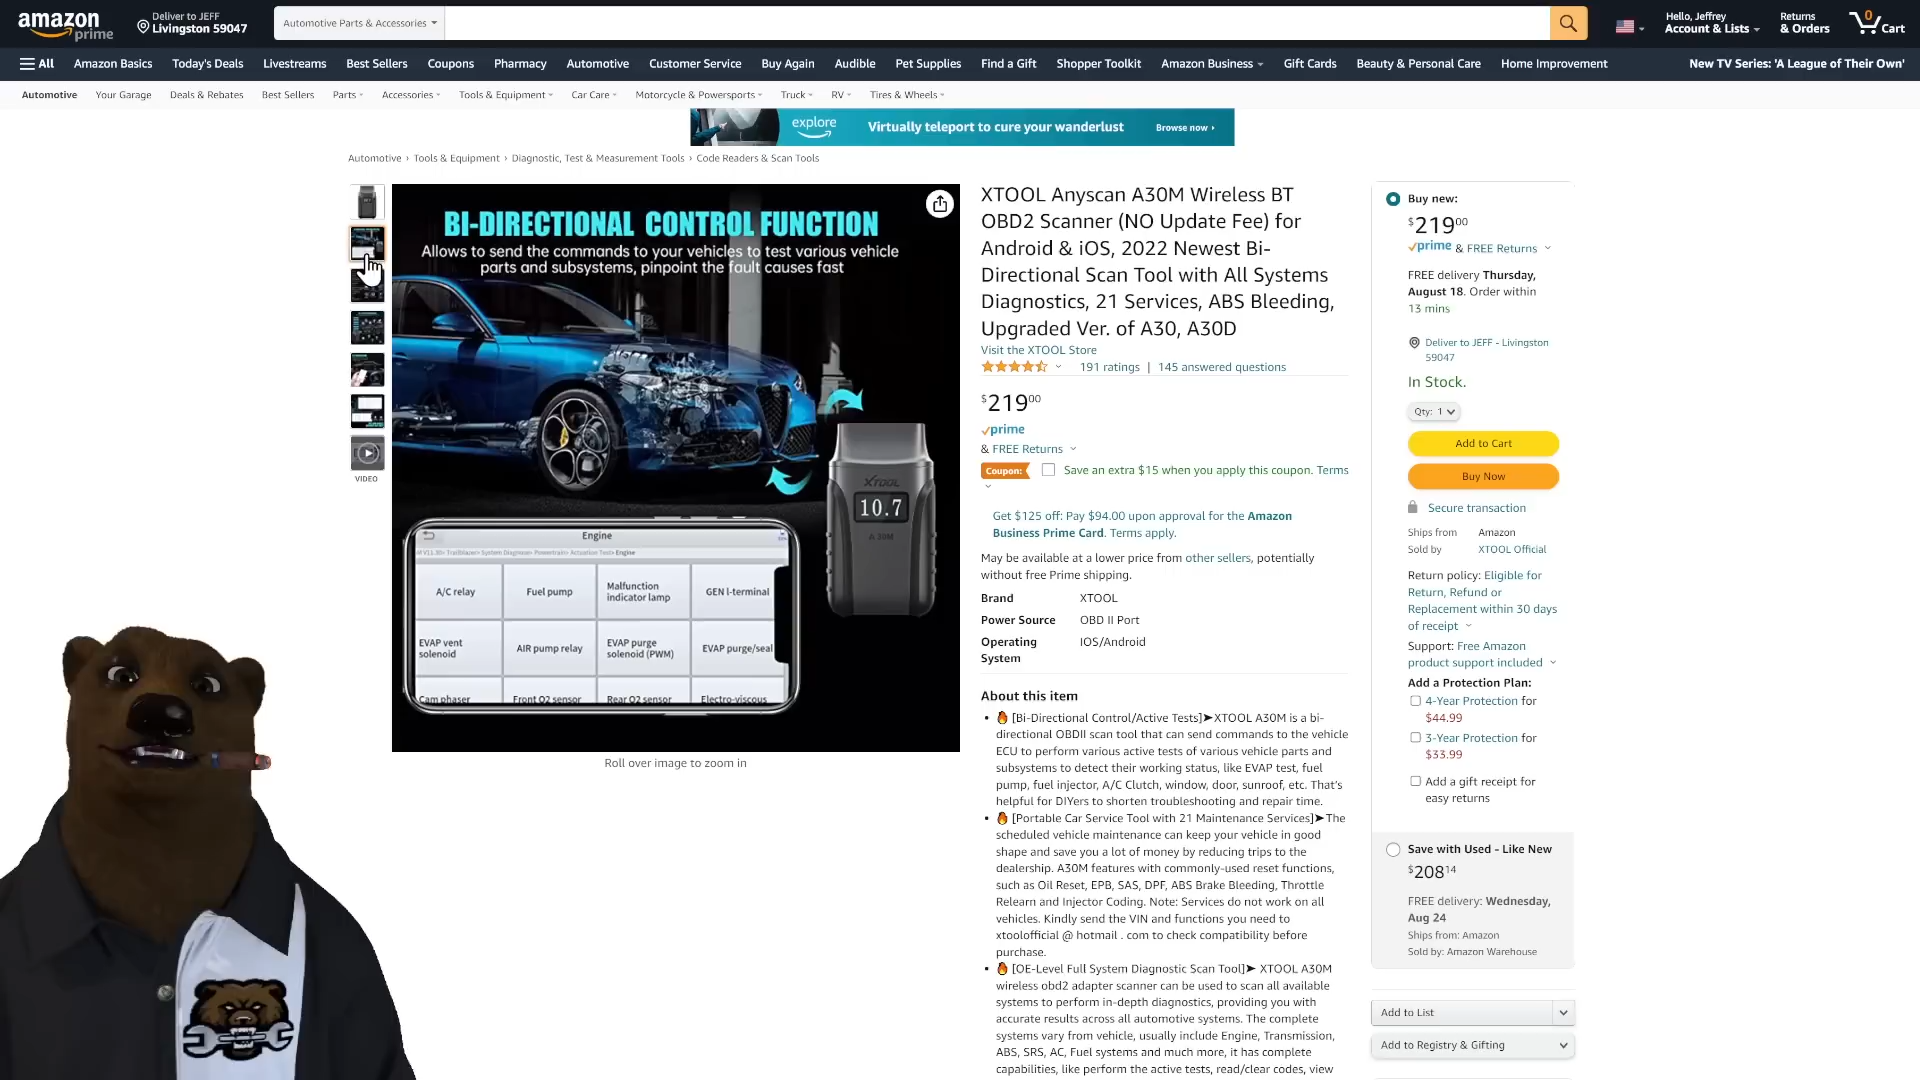 amazon
prime
Deliver to JEFF
Livingston 59047
Automotive Parts & Accessories
Hello, Jeffrey
Account & Lists
Returns
& Orders
0
Cart
All
Amazon Basics
Today's Deals
Livestreams
Best Sellers
Coupons
Pharmacy
Automotive
Customer Service
Buy Again
Audible
Pet Supplies
Find a Gift
Shopper Toolkit
Amazon Business
Gift Cards
Beauty & Personal Care
Home Improvement
New TV Series: 'A League of Their Own'
Automotive
Your Garage
Deals & Rebates
Best Sellers
Parts
Accessories
Tools & Equipment
Car Care
Motorcycle & Powersports
Truck
RV
Tires & Wheels
explore
Virtually teleport to cure your wanderlust
Browse now ›
Automotive › Tools & Equipment › Diagnostic, Test & Measurement Tools › Code Readers & Scan Tools
VIDEO
BI-DIRECTIONAL CONTROL FUNCTION
Allows to send the commands to your vehicles to test various vehicle
parts and subsystems, pinpoint the fault causes fast
XTOOL
10.7
A30M
Engine
V11.30> TrailBlazer> System Diagnose> Powertrain> Actuation Test> Engine
A/C relay
Fuel pump
Malfunction
indicator lamp
GEN l-terminal
EVAP vent
solenoid
AIR pump relay
EVAP purge
solenoid (PWM)
EVAP purge/seal
Cam phaser
Front O2 sensor
Rear O2 sensor
Electro-viscous
Roll over image to zoom in
XTOOL Anyscan A30M Wireless BT
OBD2 Scanner (NO Update Fee) for
Android & iOS, 2022 Newest Bi-
Directional Scan Tool with All Systems
Diagnostics, 21 Services, ABS Bleeding,
Upgraded Ver. of A30, A30D
Visit the XTOOL Store
191 ratings | 145 answered questions
$219 00
prime
& FREE Returns
Coupon: Save an extra $15 when you apply this coupon. Terms
Get $125 off: Pay $94.00 upon approval for the Amazon
Business Prime Card. Terms apply.
May be available at a lower price from other sellers, potentially
without free Prime shipping.
Brand XTOOL
Power Source OBD II Port
Operating IOS/Android
System
About this item
• 🔥 [Bi-Directional Control/Active Tests]➤XTOOL A30M is a bi-
directional OBDII scan tool that can send commands to the vehicle
ECU to perform various active tests of various vehicle parts and
subsystems to detect their working status, like EVAP test, fuel
pump, fuel injector, A/C Clutch, window, door, sunroof, etc. That's
helpful for DIYers to shorten troubleshooting and repair time.
• 🔥 [Portable Car Service Tool with 21 Maintenance Services]➤The
scheduled vehicle maintenance can keep your vehicle in good
shape and save you a lot of money by reducing trips to the
dealership. A30M features with commonly-used reset functions,
such as Oil Reset, EPB, SAS, DPF, ABS Brake Bleeding, Throttle
Relearn and Injector Coding. Note: Services do not work on all
vehicles. Kindly send the VIN and functions you need to
xtoolofficial @ hotmail . com to check compatibility before
purchase.
• 🔥 [OE-Level Full System Diagnostic Scan Tool]➤ XTOOL A30M
wireless obd2 adapter scanner can be used to scan all available
systems to perform in-depth diagnostics, providing you with
accurate results across all automotive systems. The complete
systems vary from vehicle, usually include Engine, Transmission,
ABS, SRS, AC, Fuel systems and much more, it has complete
capabilities, like perform the active tests, read/clear codes, view
Buy new:
$219 00
prime & FREE Returns
FREE delivery Thursday,
August 18. Order within
13 mins
Deliver to JEFF - Livingston
59047
In Stock.
Qty: 1
Add to Cart
Buy Now
Secure transaction
Ships from Amazon
Sold by XTOOL Official
Return policy: Eligible for
Return, Refund or
Replacement within 30 days
of receipt
Support: Free Amazon
product support included
Add a Protection Plan:
4-Year Protection for
$44.99
3-Year Protection for
$33.99
Add a gift receipt for
easy returns
Save with Used - Like New
$208 14
FREE delivery: Wednesday,
Aug 24
Ships from: Amazon
Sold by: Amazon Warehouse
Add to List
Add to Registry & Gifting